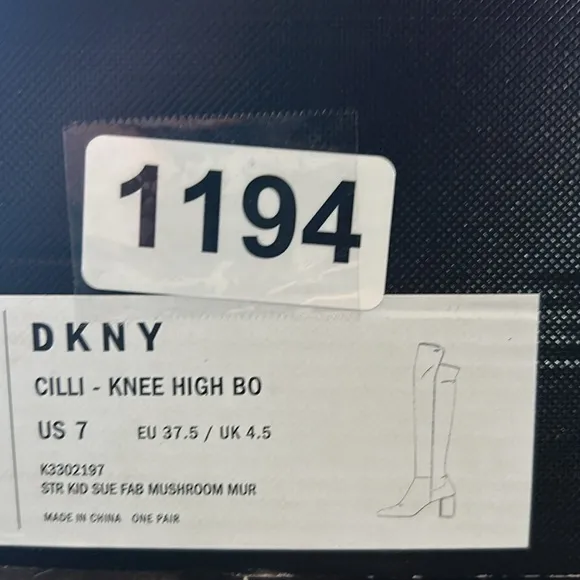 1194
DKNY
CILLI - KNEE HIGH BO
US 7 EU 37.5 / UK 4.5
K3302197
STR KID SUE FAB MUSHROOM MUR
MADE IN CHINA ONE PAIR